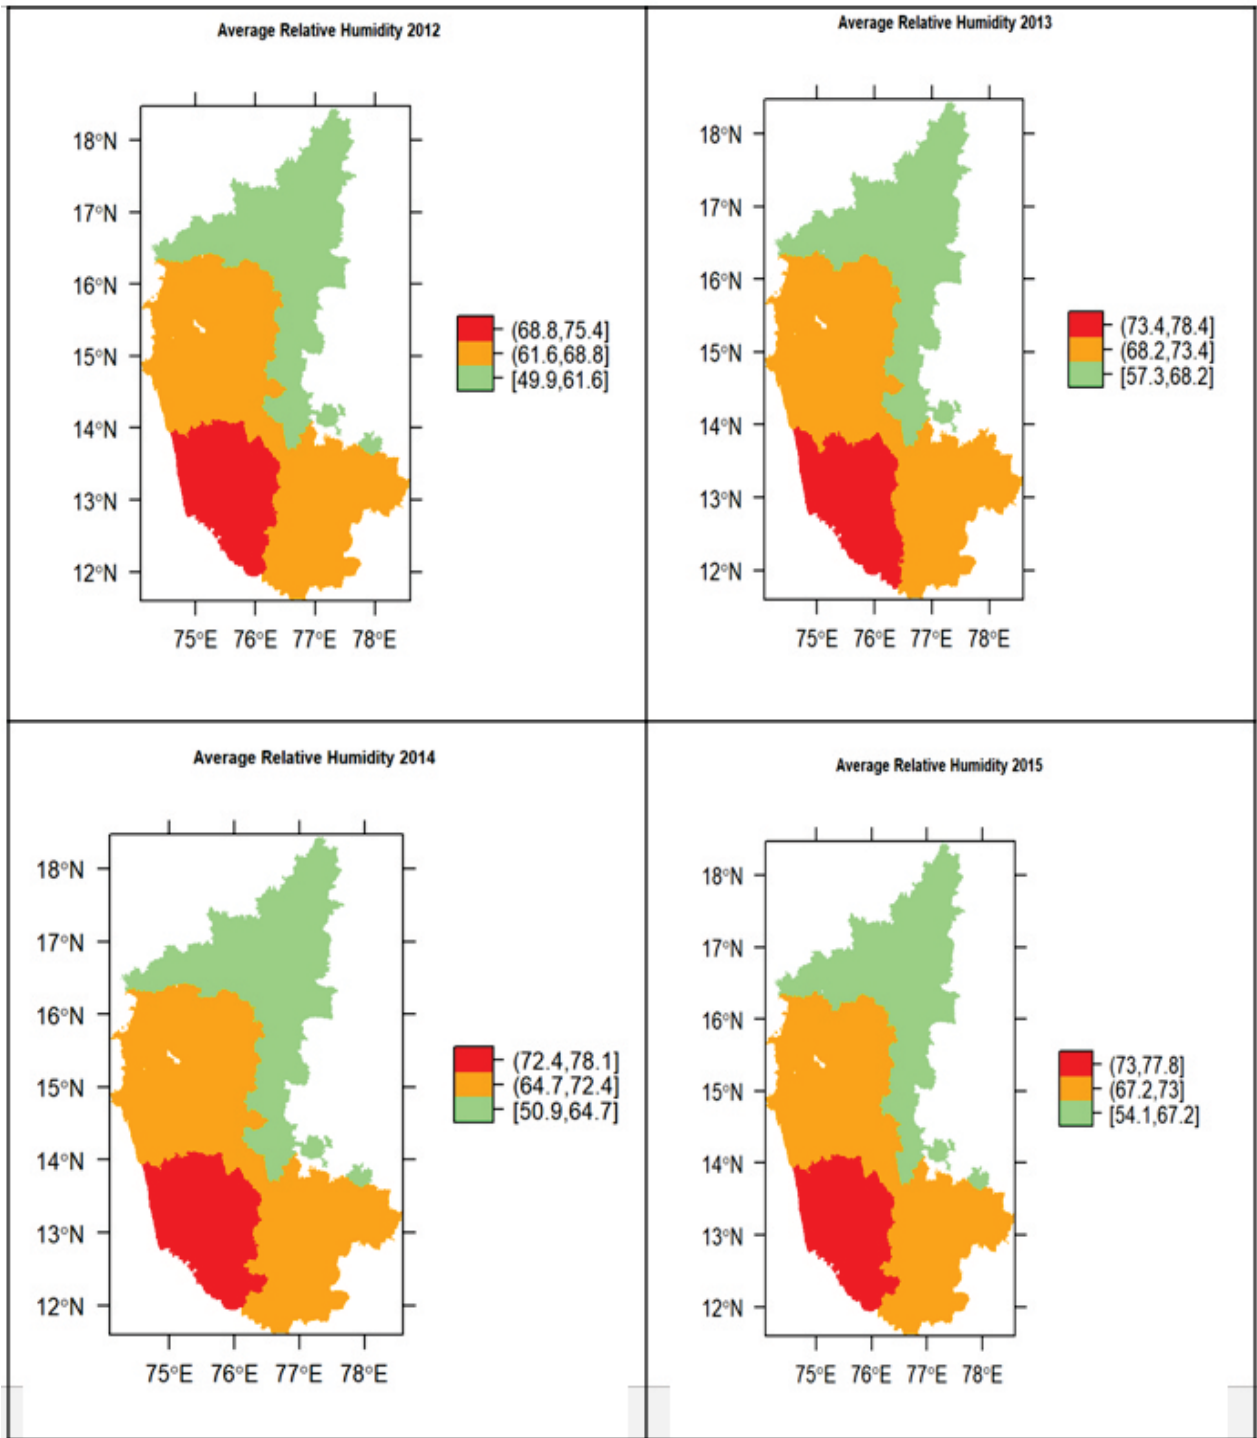 Average Relative Humidity 2012
18°N
17°N
16°N
15°N
14°N
13°N
12°N
75°E 76°E 77°E 78°E
(68.8,75.4]
(61.6,68.8]
[49.9,61.6]
Average Relative Humidity 2013
18°N
17°N
16°N
15°N
14°N
13°N
12°N
75°E 76°E 77°E 78°E
(73.4,78.4]
(68.2,73.4]
[57.3,68.2]
Average Relative Humidity 2014
18°N
17°N
16°N
15°N
14°N
13°N
12°N
75°E 76°E 77°E 78°E
(72.4,78.1]
(64.7,72.4]
[50.9,64.7]
Average Relative Humidity 2015
18°N
17°N
16°N
15°N
14°N
13°N
12°N
75°E 76°E 77°E 78°E
(73,77.8]
(67.2,73]
[54.1,67.2]